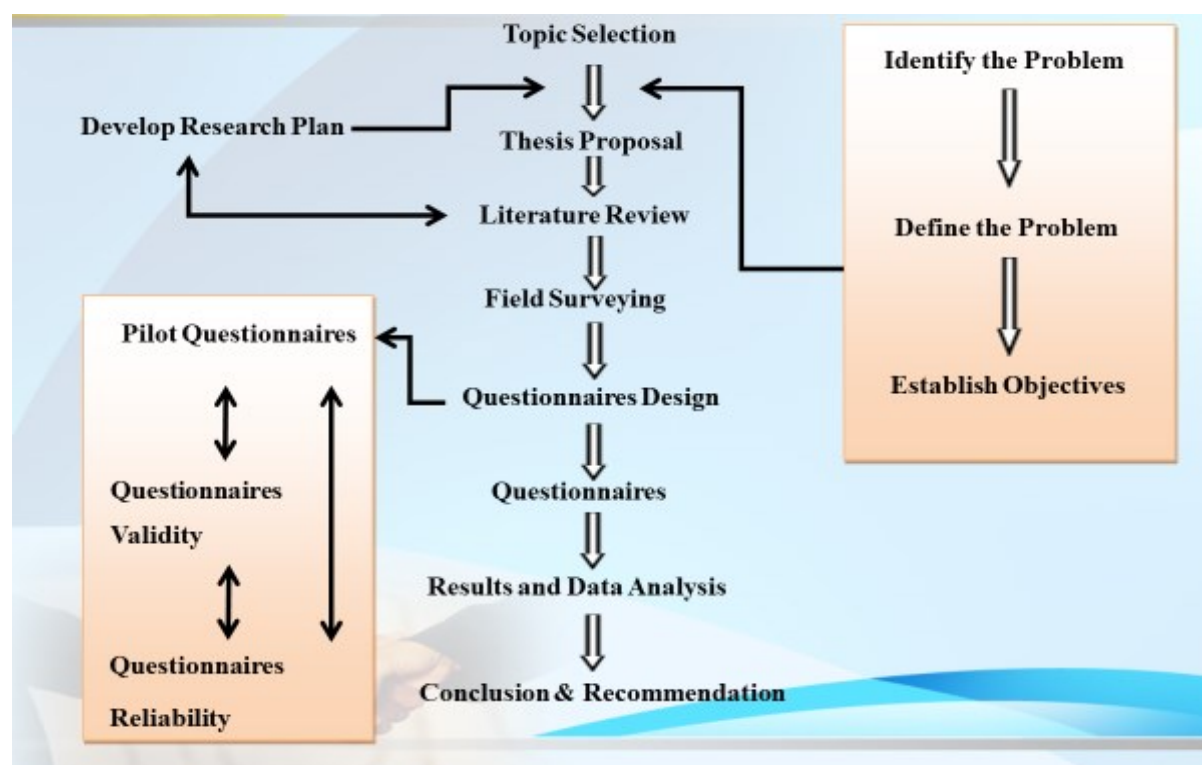 Topic Selection
Identify the Problem
Develop Research Plan
Thesis Proposal
Literature Review
Define the Problem
Field Surveying
Pilot Questionnaires
Establish Objectives
Questionnaires Design
Questionnaires
Validity
Questionnaires
Results and Data Analysis
Questionnaires
Reliability
Conclusion & Recommendation